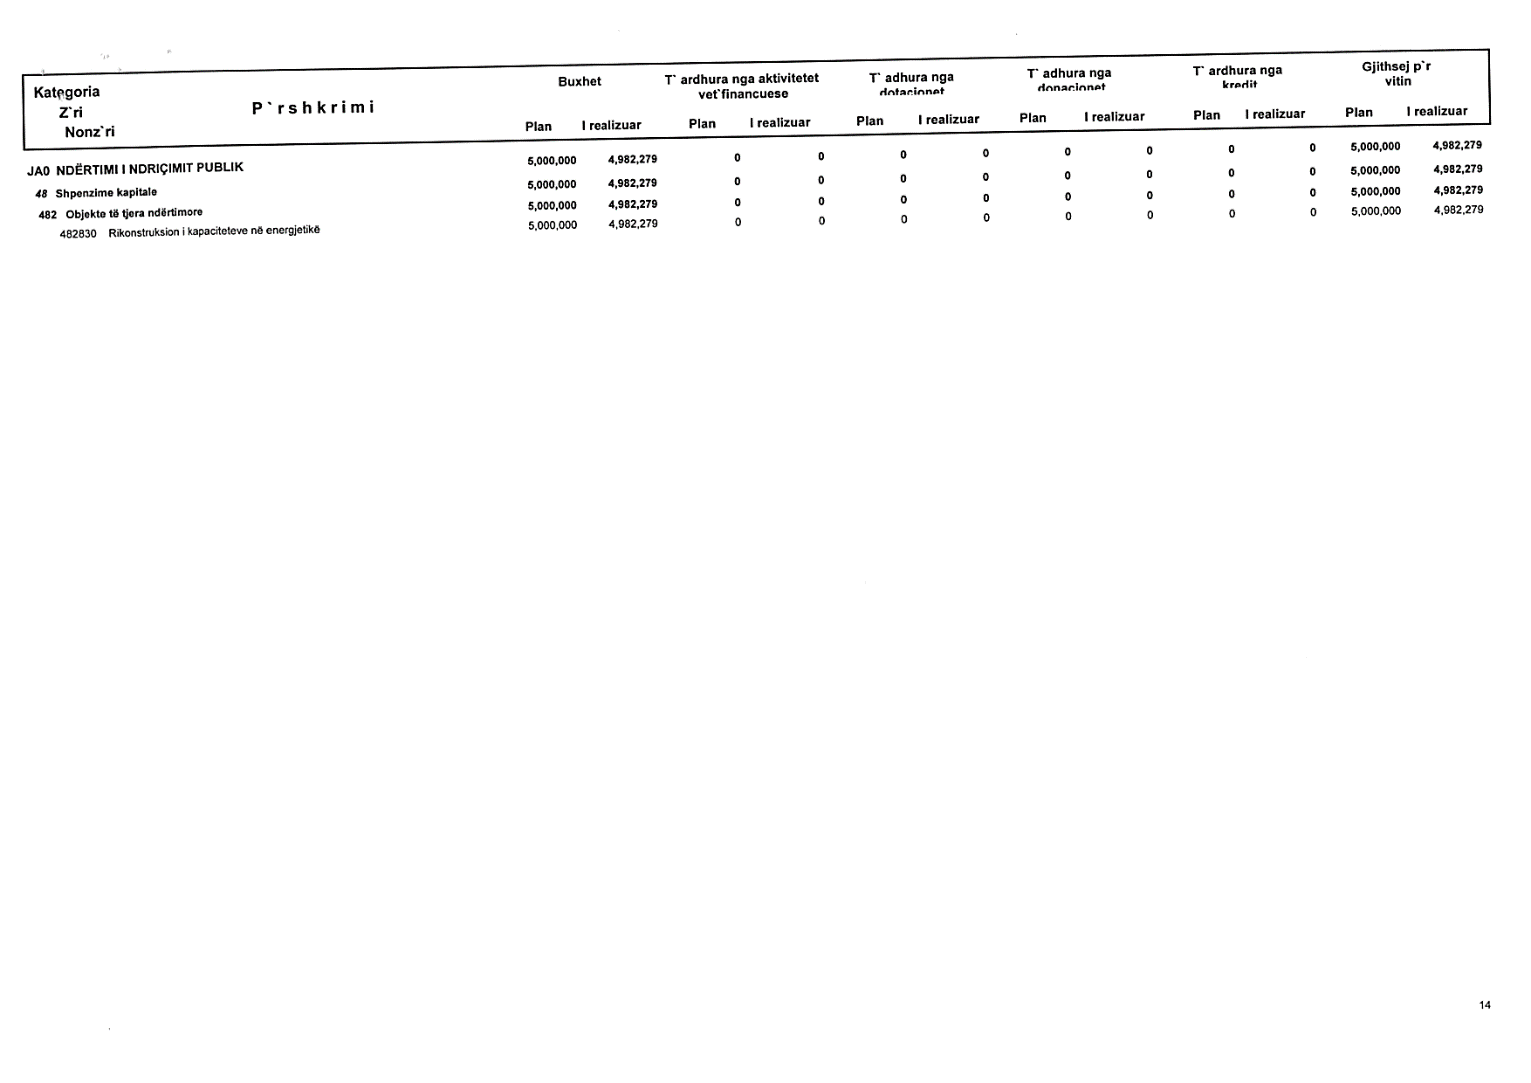 Kategoria Z`ri Nonz`ri P`rshkrimi
Buxhet T` ardhura nga aktivitetet vet`financuese T` adhura nga dotacionet T` adhura nga donacionet T` ardhura nga kredit Gjithsej p`r vitin
Plan I realizuar Plan I realizuar Plan I realizuar Plan I realizuar Plan I realizuar Plan I realizuar
JA0 NDËRTIMI I NDRIÇIMIT PUBLIK 5,000,000 4,982,279 0 0 0 0 0 0 0 0 5,000,000 4,982,279
48 Shpenzime kapitale 5,000,000 4,982,279 0 0 0 0 0 0 0 0 5,000,000 4,982,279
482 Objekte të tjera ndërtimore 5,000,000 4,982,279 0 0 0 0 0 0 0 0 5,000,000 4,982,279
482830 Rikonstruksion i kapaciteteve në energjetikë 5,000,000 4,982,279 0 0 0 0 0 0 0 0 5,000,000 4,982,279
14